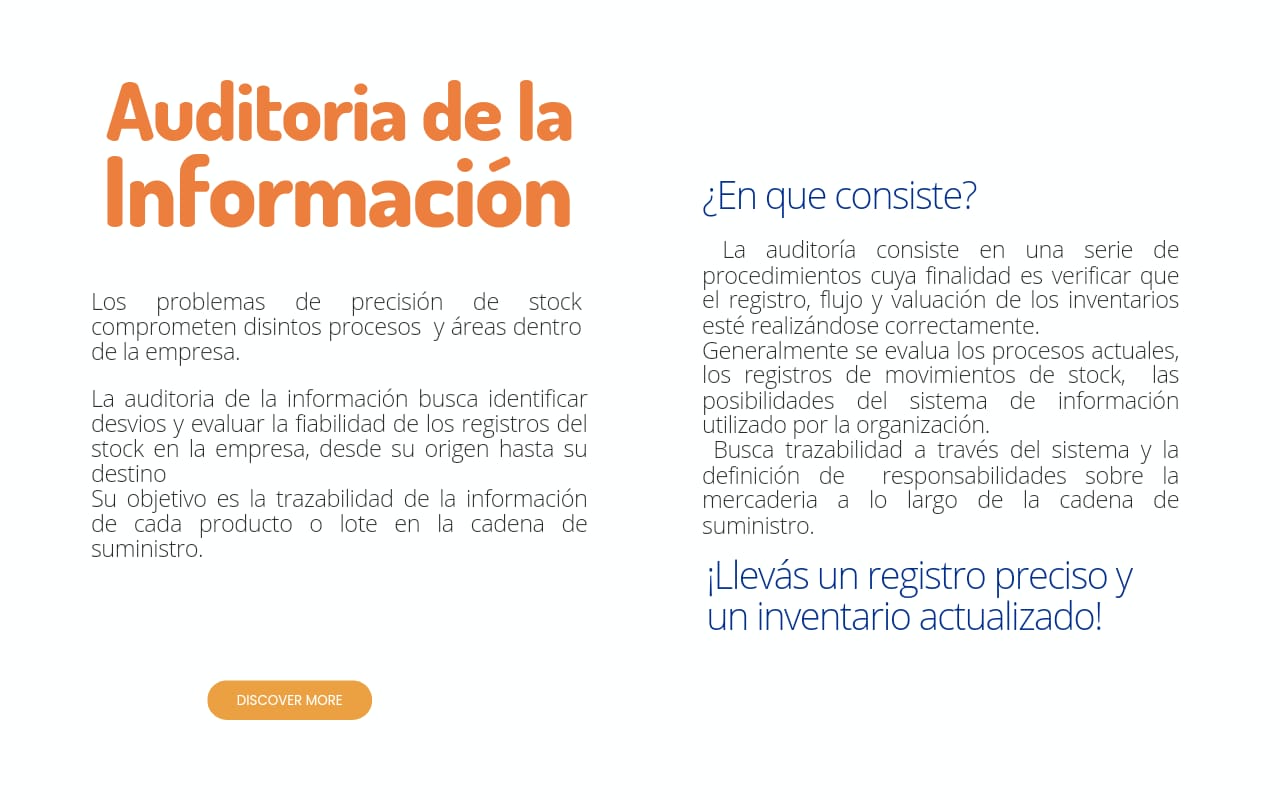 Auditoria de la
Información
Los problemas de precisión de stock
comprometen disintos procesos y áreas dentro
de la empresa.
La auditoria de la información busca identificar
desvios y evaluar la fiabilidad de los registros del
stock en la empresa, desde su origen hasta su
destino
Su objetivo es la trazabilidad de la información
de cada producto o lote en la cadena de
suministro.
DISCOVER MORE
¿En que consiste?
La auditoría consiste en una serie de
procedimientos cuya finalidad es verificar que
el registro, flujo y valuación de los inventarios
esté realizándose correctamente.
Generalmente se evalua los procesos actuales,
los registros de movimientos de stock, las
posibilidades del sistema de información
utilizado por la organización.
Busca trazabilidad a través del sistema y la
definición de responsabilidades sobre la
mercaderia a lo largo de la cadena de
suministro.
¡Llevás un registro preciso y
un inventario actualizado!